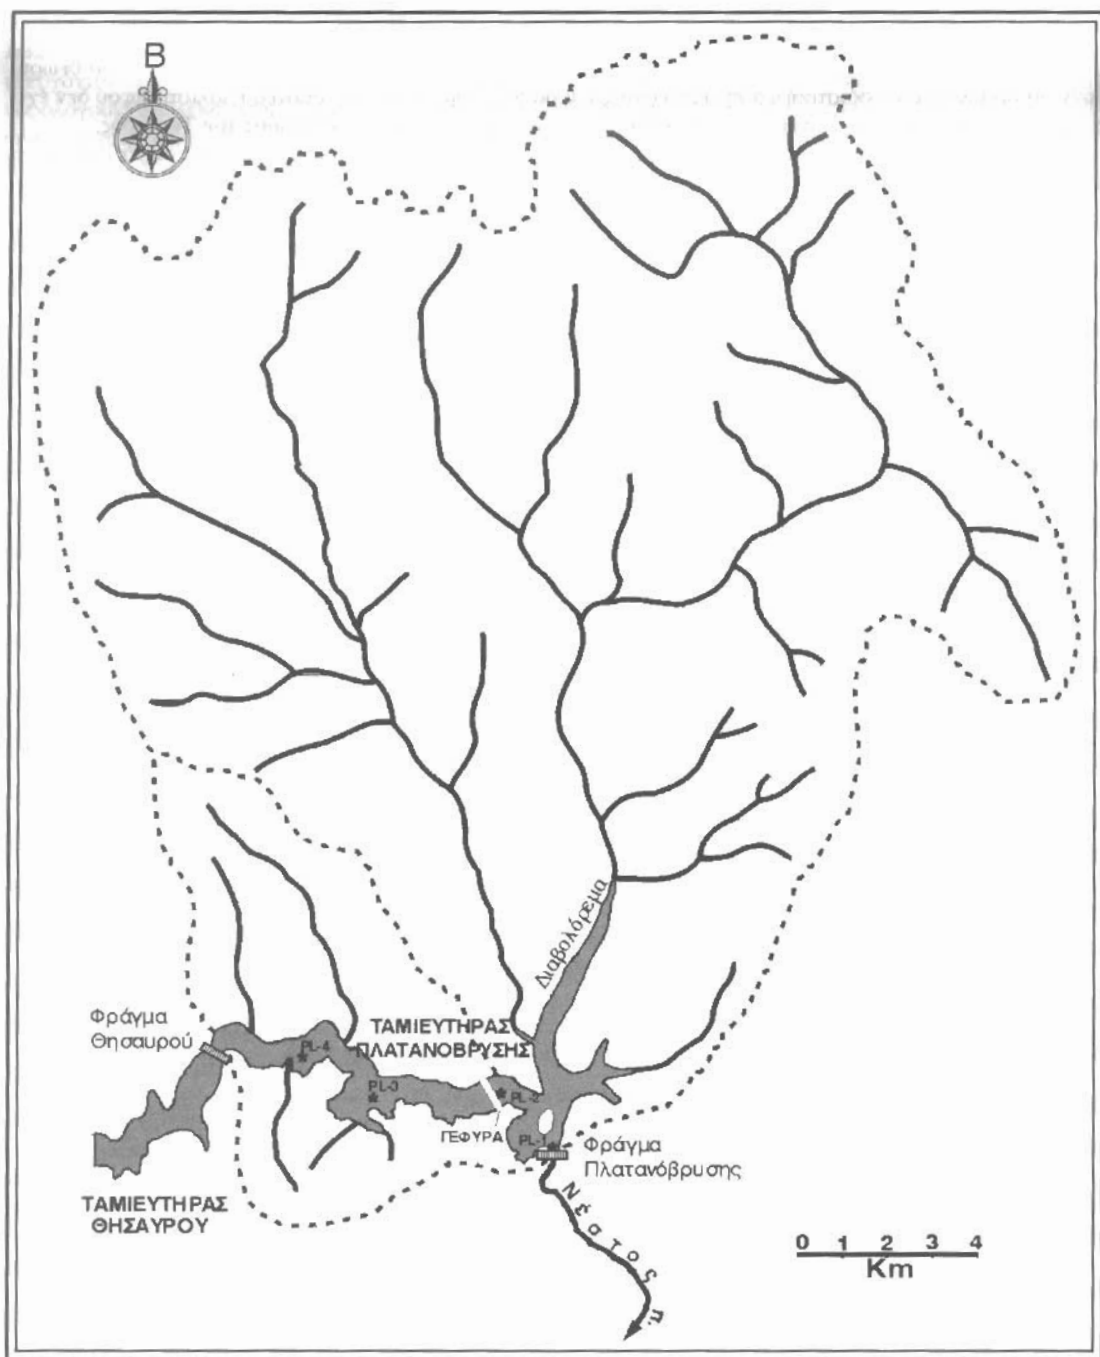 Β
Διαβολόρεμα
Φράγμα
Θησαυρού
ΤΑΜΙΕΥΤΗΡΑΣ
ΠΛΑΤΑΝΟΒΡΥΣΗΣ
PL-4
PL-3
PL-2
ΓΕΦΥΡΑ
PL-1
Φράγμα
Πλατανόβρυσης
ΤΑΜΙΕΥΤΗΡΑΣ
ΘΗΣΑΥΡΟΥ
Νέστος π.
0 1 2 3 4
Km